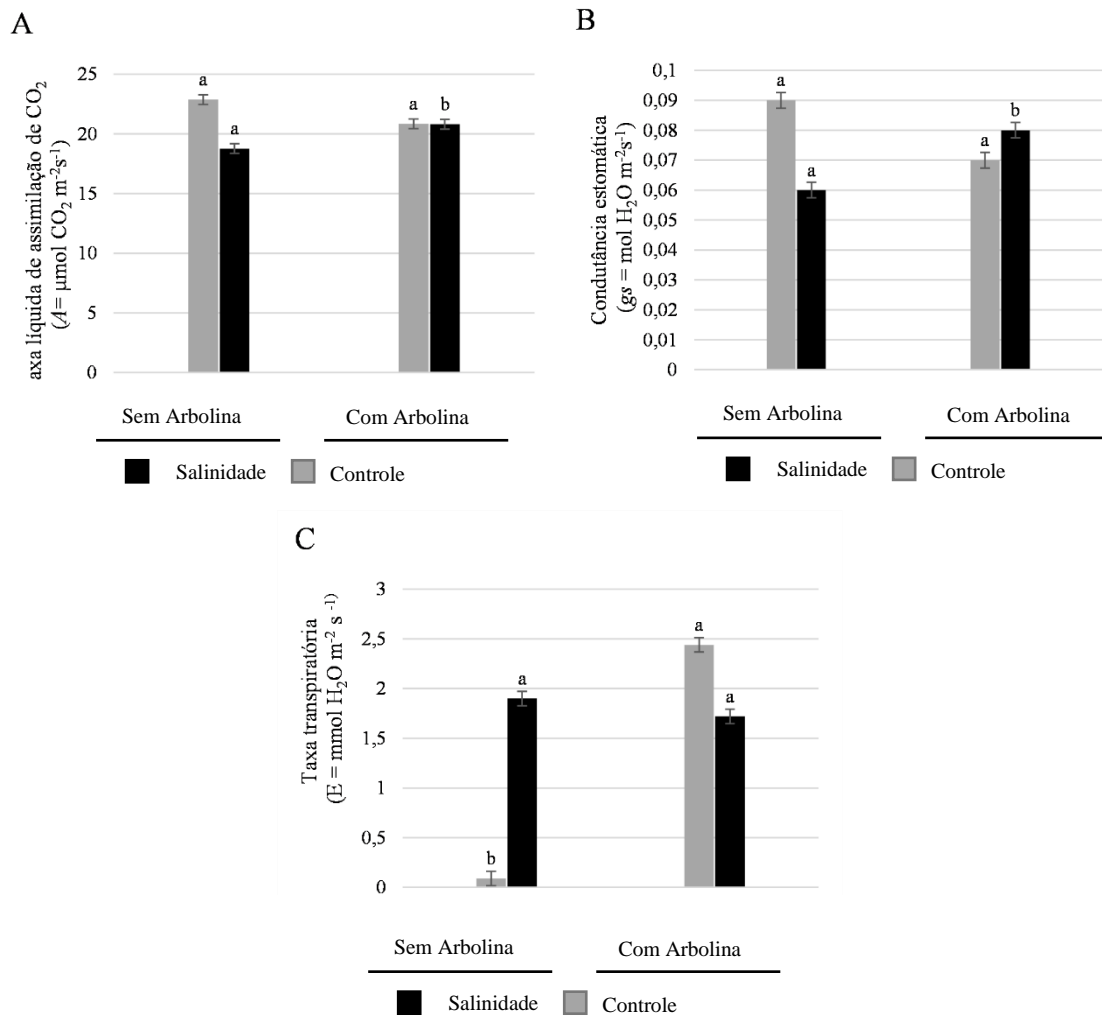 A
axa líquida de assimilação de CO2
(A= µmol CO2 m-2s-1)
25
20
15
10
5
0
a
a
a
b
Sem Arbolina
Com Arbolina
Salinidade
Controle
B
Condutância estomática
(gs = mol H2O m-2s-1)
0,1
0,09
0,08
0,07
0,06
0,05
0,04
0,03
0,02
0,01
0
a
a
a
b
Sem Arbolina
Com Arbolina
Salinidade
Controle
C
Taxa transpiratória
(E = mmol H2O m-2 s -1)
3
2,5
2
1,5
1
0,5
0
b
a
a
a
Sem Arbolina
Com Arbolina
Salinidade
Controle